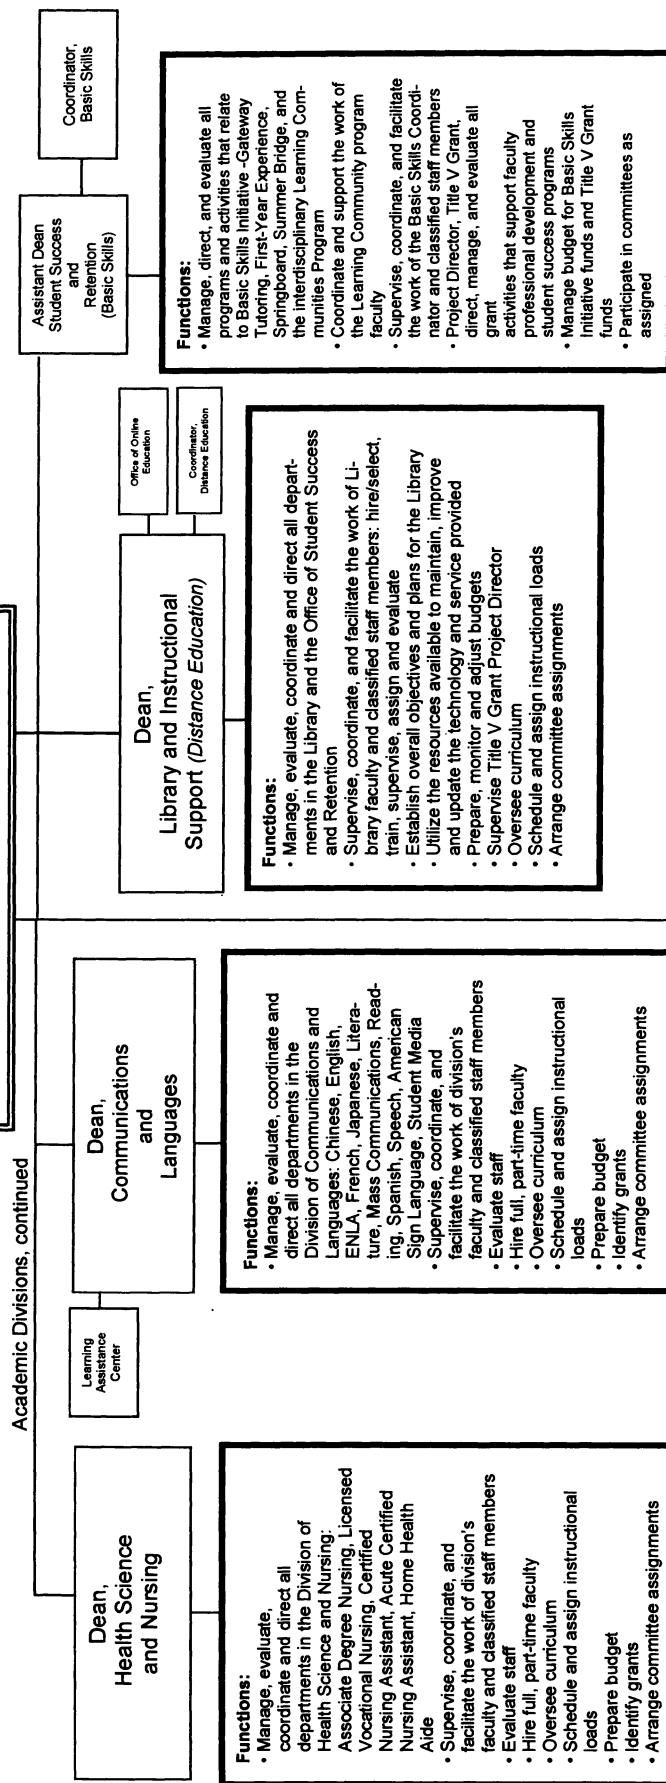 Academic Divisions, continued
Dean,
Health Science
and Nursing
Functions:
• Manage, evaluate,
coordinate and direct all
departments in the Division of
Health Science and Nursing:
Associate Degree Nursing, Licensed
Vocational Nursing, Certified
Nursing Assistant, Acute Certified
Nursing Assistant, Home Health
Aide
• Supervise, coordinate, and
facilitate the work of division's
faculty and classified staff members
• Evaluate staff
• Hire full, part-time faculty
• Oversee curriculum
• Schedule and assign instructional
loads
• Prepare budget
• Identify grants
• Arrange committee assignments
Learning
Assistance
Center
Dean,
Communications
and
Languages
Functions:
• Manage, evaluate, coordinate and
direct all departments in the
Division of Communications and
Languages: Chinese, English,
ENLA, French, Japanese, Litera-
ture, Mass Communications, Read-
ing, Spanish, Speech, American
Sign Language, Student Media
• Supervise, coordinate, and
facilitate the work of division's
faculty and classified staff members
• Evaluate staff
• Hire full, part-time faculty
• Oversee curriculum
• Schedule and assign instructional
loads
• Prepare budget
• Identify grants
• Arrange committee assignments
Dean,
Library and Instructional
Support (Distance Education)
Office of Online
Education
Coordinator,
Distance Education
Functions:
• Manage, evaluate, coordinate and direct all depart-
ments in the Library and the Office of Student Success
and Retention
• Supervise, coordinate, and facilitate the work of Li-
brary faculty and classified staff members: hire/select,
train, supervise, assign and evaluate
• Establish overall objectives and plans for the Library
• Utilize the resources available to maintain, improve
and update the technology and service provided
• Prepare, monitor and adjust budgets
• Supervise Title V Grant Project Director
• Oversee curriculum
• Schedule and assign instructional loads
• Arrange committee assignments
Assistant Dean
Student Success
and
Retention
(Basic Skills)
Coordinator,
Basic Skills
Functions:
• Manage, direct, and evaluate all
programs and activities that relate
to Basic Skills Initiative -Gateway
Tutoring, First-Year Experience,
Springboard, Summer Bridge, and
the interdisciplinary Learning Com-
munities Program
• Coordinate and support the work of
the Learning Community program
faculty
• Supervise, coordinate, and facilitate
the work of the Basic Skills Coordi-
nator and classified staff members
• Project Director, Title V Grant,
direct, manage, and evaluate all
grant
activities that support faculty
professional development and
student success programs
• Manage budget for Basic Skills
Initiative funds and Title V Grant
funds
• Participate in committees as
assigned